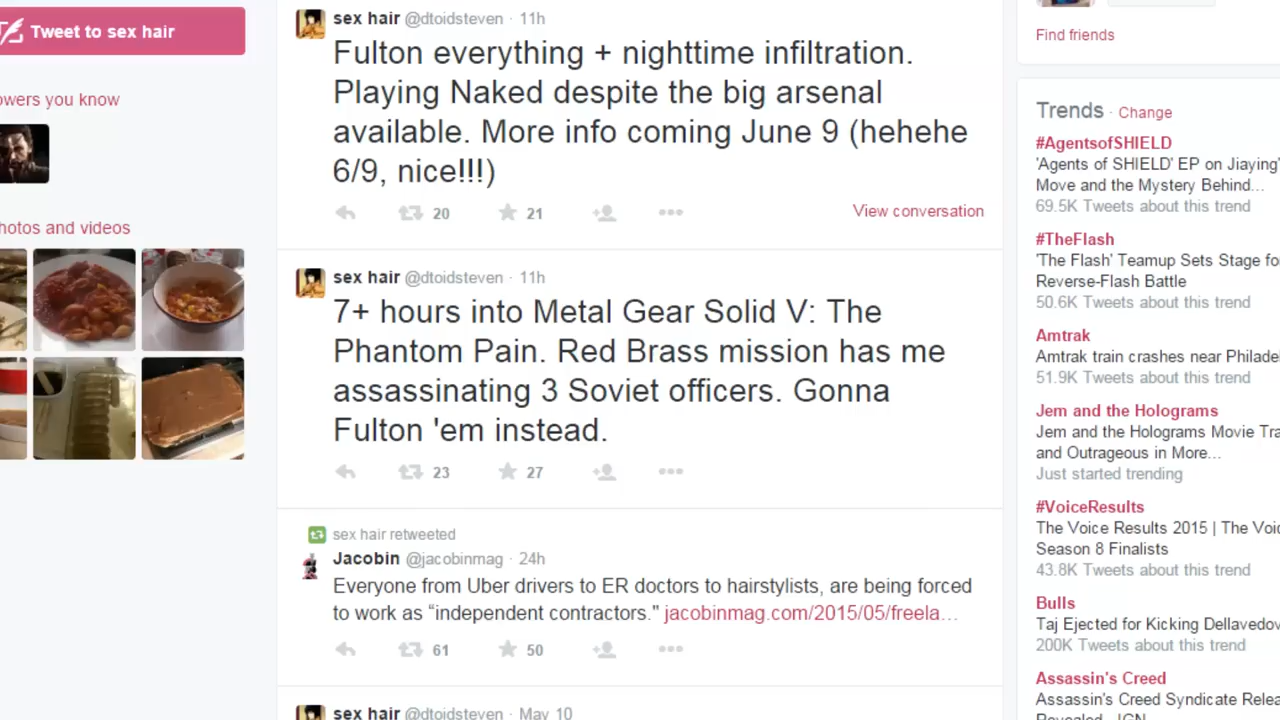 Tweet to sex hair
owers you know
hotos and videos
sex hair @dtoidsteven · 11h
Fulton everything + nighttime infiltration.
Playing Naked despite the big arsenal
available. More info coming June 9 (hehehe
6/9, nice!!!)
20 21 View conversation
sex hair @dtoidsteven · 11h
7+ hours into Metal Gear Solid V: The
Phantom Pain. Red Brass mission has me
assassinating 3 Soviet officers. Gonna
Fulton 'em instead.
23 27
sex hair retweeted
Jacobin @jacobinmag · 24h
Everyone from Uber drivers to ER doctors to hairstylists, are being forced
to work as “independent contractors." jacobinmag.com/2015/05/freela…
61 50
sex hair @dtoidsteven · May 10
Find friends
Trends · Change
#AgentsofSHIELD
'Agents of SHIELD' EP on Jiaying'
Move and the Mystery Behind...
69.5K Tweets about this trend
#TheFlash
'The Flash' Teamup Sets Stage fo
Reverse-Flash Battle
50.6K Tweets about this trend
Amtrak
Amtrak train crashes near Philade
51.9K Tweets about this trend
Jem and the Holograms
Jem and the Holograms Movie Tra
and Outrageous in More...
Just started trending
#VoiceResults
The Voice Results 2015 | The Voic
Season 8 Finalists
43.8K Tweets about this trend
Bulls
Taj Ejected for Kicking Dellavedov
200K Tweets about this trend
Assassin's Creed
Assassin's Creed Syndicate Relea
Revealed - IGN